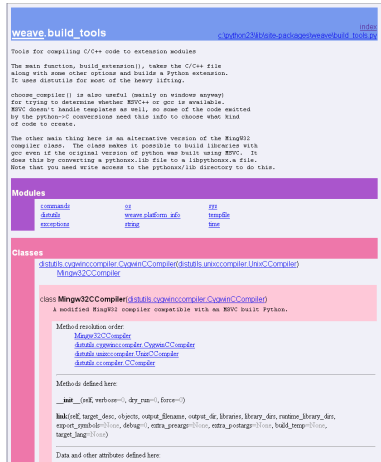 weave.build_tools
index
c:\python23\lib\site-packages\weave\build_tools.py
Tools for compiling C/C++ code to extension modules
The main function, build_extension(), takes the C/C++ file
along with some other options and builds a Python extension.
It uses distutils for most of the heavy lifting.
choose_compiler() is also useful (mainly on windows anyway)
for trying to determine whether MSVC++ or gcc is available.
MSVC doesn't handle templates as well, so some of the code emitted
by the python->C conversions need this info to choose what kind
of code to create.
The other main thing here is an alternative version of the MingW32
compiler class.  The class makes it possible to build libraries with
gcc even if the original version of python was built using MSVC.  It
does this by converting a pythonxx.lib file to a libpythonxx.a file.
Note that you need write access to the pythonxx/lib directory to do this.
Modules
commands os sys
distutils weave.platform_info tempfile
exceptions string time
Classes
distutils.cygwinccompiler.CygwinCCompiler(distutils.unixccompiler.UnixCCompiler)
Mingw32CCompiler
class Mingw32CCompiler(distutils.cygwinccompiler.CygwinCCompiler)
A modified MingW32 compiler compatible with an MSVC built Python.
Method resolution order:
Mingw32CCompiler
distutils.cygwinccompiler.CygwinCCompiler
distutils.unixccompiler.UnixCCompiler
distutils.ccompiler.CCompiler
Methods defined here:
__init__(self, verbose=0, dry_run=0, force=0)
link(self, target_desc, objects, output_filename, output_dir, libraries, library_dirs, runtime_library_dirs,
export_symbols=None, debug=0, extra_preargs=None, extra_postargs=None, build_temp=None,
target_lang=None)
Data and other attributes defined here: